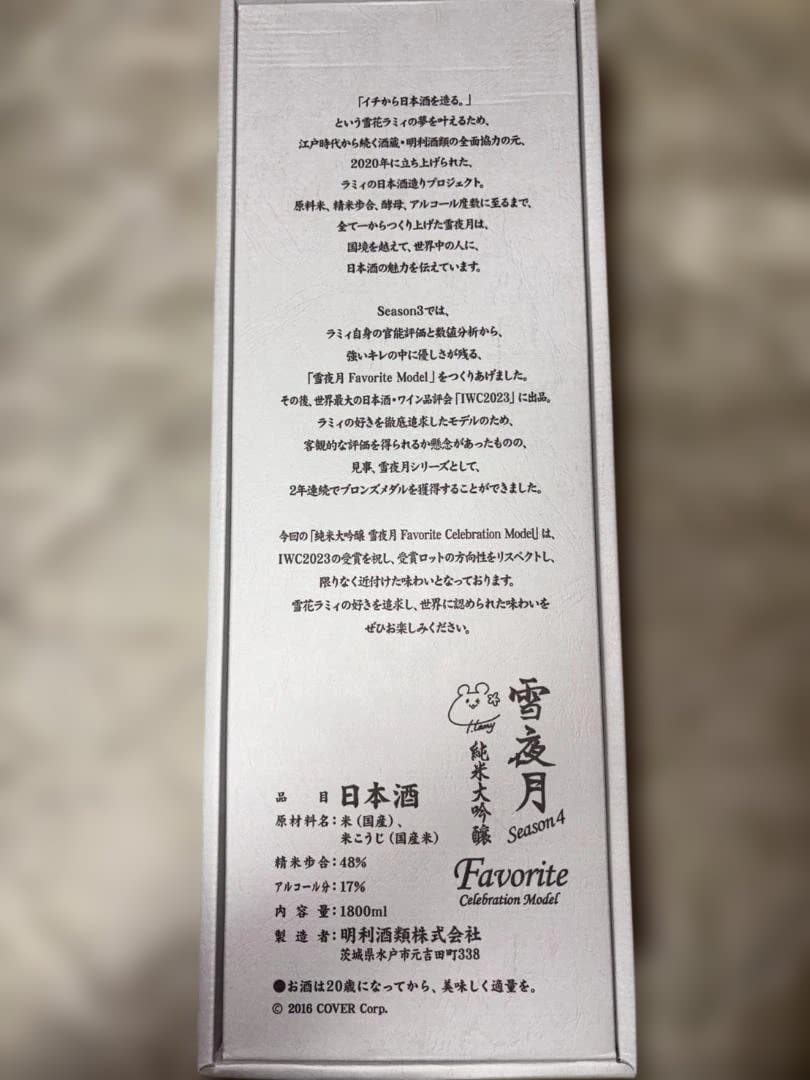 「イチから日本酒を造る。」
という雪花ラミィの夢を叶えるため、
江戸時代から続く酒蔵・明利酒類の全面協力の元、
2020年に立ち上げられた、
ラミィの日本酒造りプロジェクト。
原料米、精米歩合、酵母、アルコール度数に至るまで、
全て一からつくり上げた雪夜月は、
国境を越えて、世界中の人に、
日本酒の魅力を伝えています。
Season3では、
ラミィ自身の官能評価と数値分析から、
強いキレの中に優しさが残る、
「雪夜月 Favorite Model」をつくりあげました。
その後、世界最大の日本酒・ワイン品評会「IWC2023」に出品。
ラミィの好きを徹底追求したモデルのため、
客観的な評価を得られるか懸念があったものの、
見事、雪夜月シリーズとして、
2年連続でブロンズメダルを獲得することができました。
今回の「純米大吟醸 雪夜月 Favorite Celebration Model」は、
IWC2023の受賞を祝し、受賞ロットの方向性をリスペクトし、
限りなく近付けた味わいとなっております。
雪花ラミィの好きを追求し、世界に認められた味わいを
ぜひお楽しみください。
雪夜月
純米大吟醸
Season4
Favorite
Celebration Model
品目 日本酒
原材料名：米（国産）、
米こうじ（国産米）
精米歩合：48%
アルコール分：17%
内容量：1800ml
製造者：明利酒類株式会社
茨城県水戸市元吉田町338
●お酒は20歳になってから、美味しく適量を。
© 2016 COVER Corp.